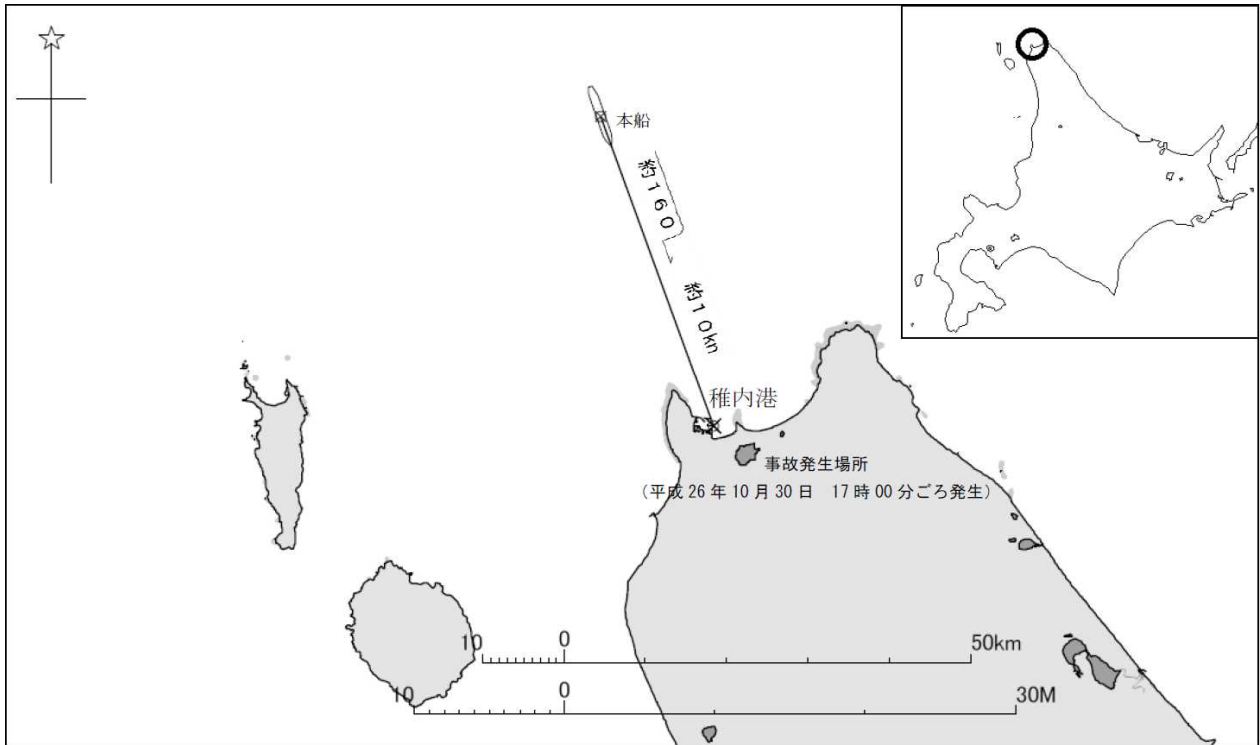 本船
約160
約10kn
稚内港
事故発生場所
（平成26年10月30日 17時00分ごろ発生）
10 0 50km
10 0 30M